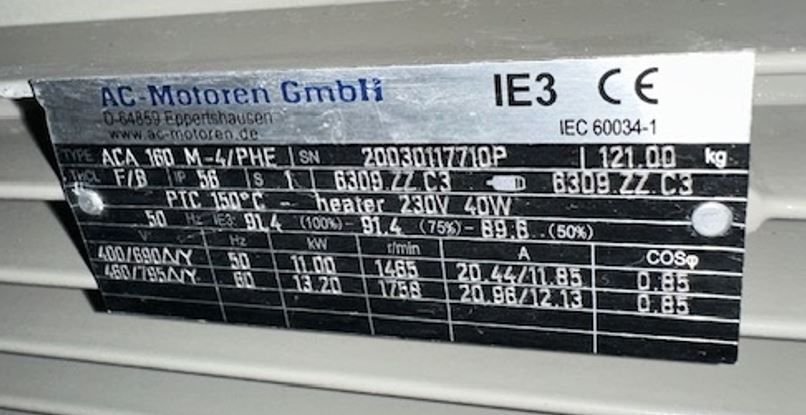 AC-Motoren GmbH
IE3 CE
D-64859 Eppertshausen
www.ac-motoren.de
IEC 60034-1
TYPE ACA 160 M-4/PHE SN 20030117710P 121.00 kg
Th.CL F/B IP 56 S 1 6309.ZZ.C3 6309.ZZ.C3
PTC 150°C - heater 230V 40W
50 Hz IE3: 91.4 (100%) - 91.4 (75%) - 89.6 (50%)
V Hz kW r/min A COSφ
400/690Δ/Y 50 11.00 1465 20.44/11.85 0.85
460/795Δ/Y 60 13.20 1758 20.96/12.13 0.85